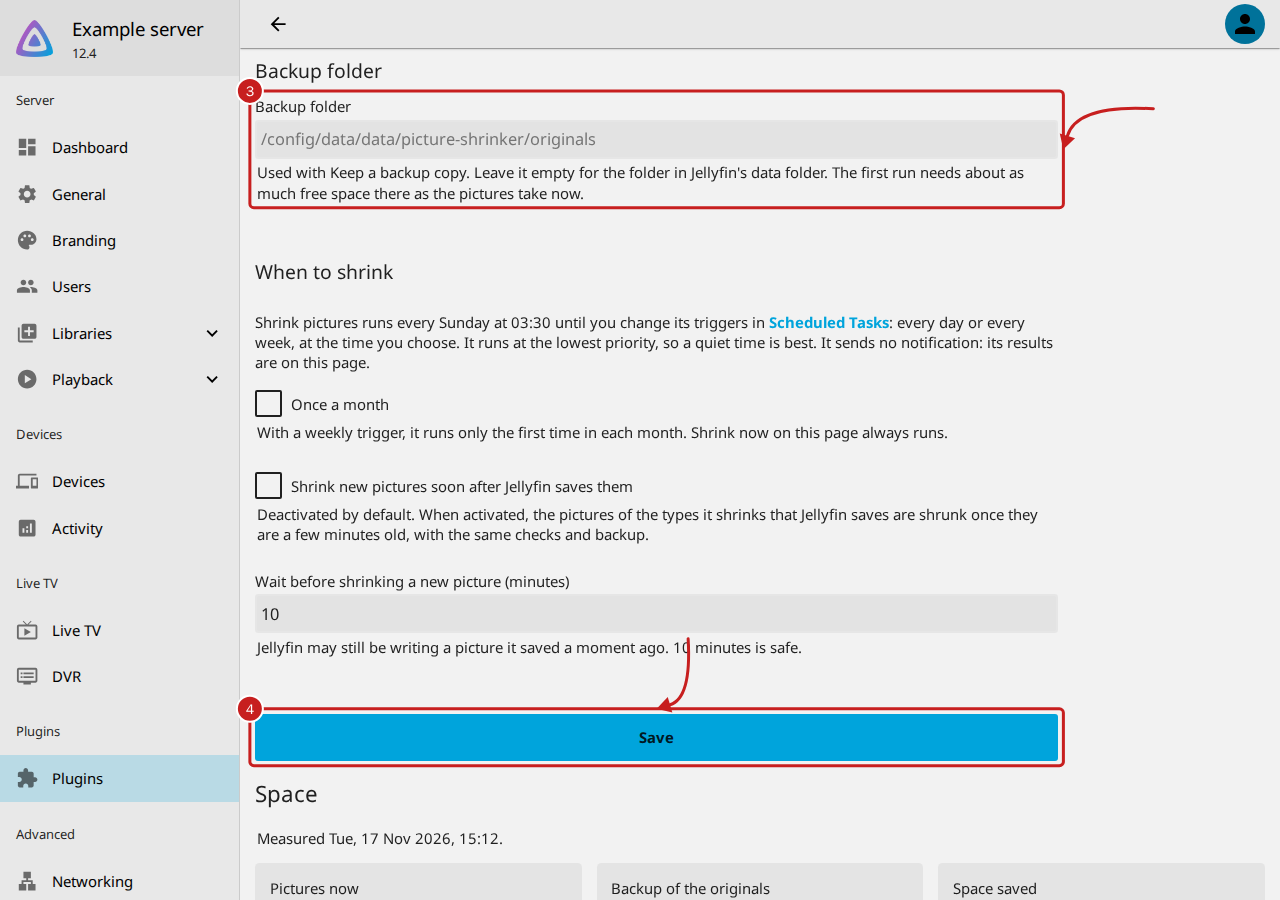 Example server
12.4
Server
Dashboard
General
Branding
Users
Libraries
Playback
Devices
Devices
Activity
Live TV
Live TV
DVR
Plugins
Plugins
Advanced
Networking
Backup folder
3
Backup folder
/config/data/data/picture-shrinker/originals
Used with Keep a backup copy. Leave it empty for the folder in Jellyfin's data folder. The first run needs about as
much free space there as the pictures take now.
When to shrink
Shrink pictures runs every Sunday at 03:30 until you change its triggers in Scheduled Tasks: every day or every
week, at the time you choose. It runs at the lowest priority, so a quiet time is best. It sends no notification: its results
are on this page.
Once a month
With a weekly trigger, it runs only the first time in each month. Shrink now on this page always runs.
Shrink new pictures soon after Jellyfin saves them
Deactivated by default. When activated, the pictures of the types it shrinks that Jellyfin saves are shrunk once they
are a few minutes old, with the same checks and backup.
Wait before shrinking a new picture (minutes)
10
Jellyfin may still be writing a picture it saved a moment ago. 10 minutes is safe.
4
Save
Space
Measured Tue, 17 Nov 2026, 15:12.
Pictures now
Backup of the originals
Space saved